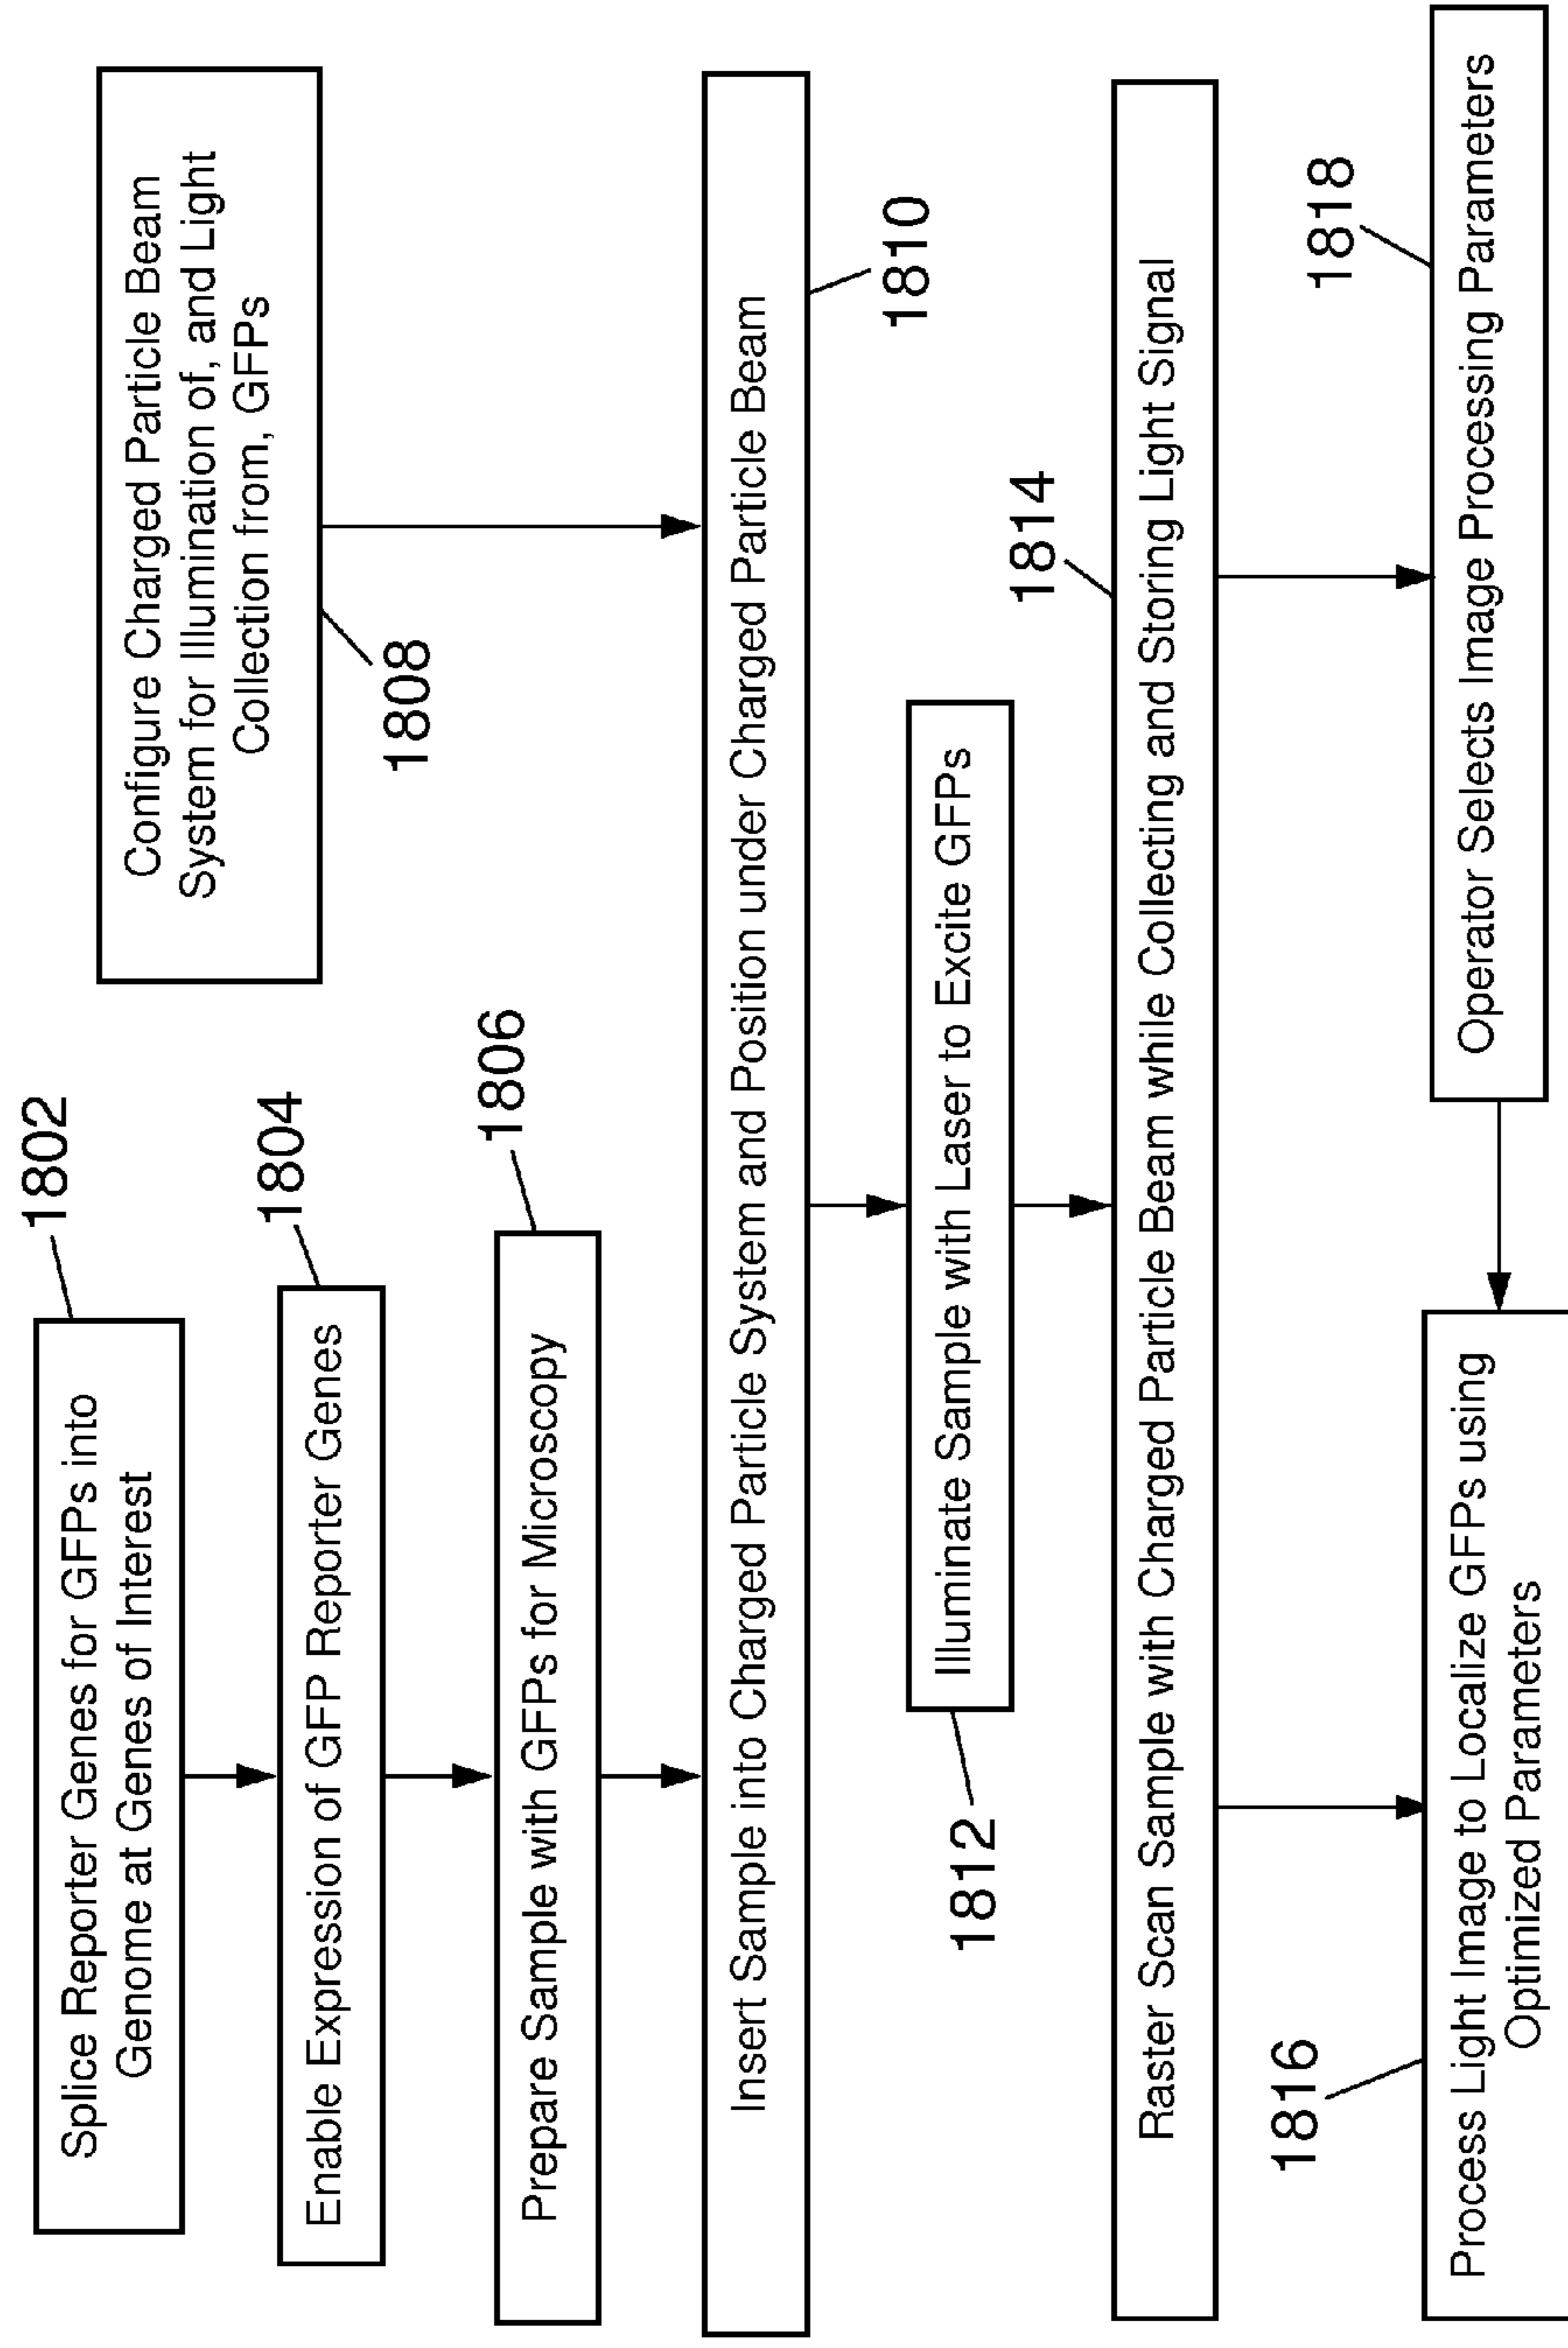 1802
Splice Reporter Genes for GFPs into
Genome at Genes of Interest
1804
Enable Expression of GFP Reporter Genes
1806
Prepare Sample with GFPs for Microscopy
Configure Charged Particle Beam
System for Illumination of, and Light
Collection from, GFPs
1808
Insert Sample into Charged Particle System and Position under Charged Particle Beam
1810
Illuminate Sample with Laser to Excite GFPs
1812
1814
Raster Scan Sample with Charged Particle Beam while Collecting and Storing Light Signal
1816
Process Light Image to Localize GFPs using
Optimized Parameters
1818
Operator Selects Image Processing Parameters